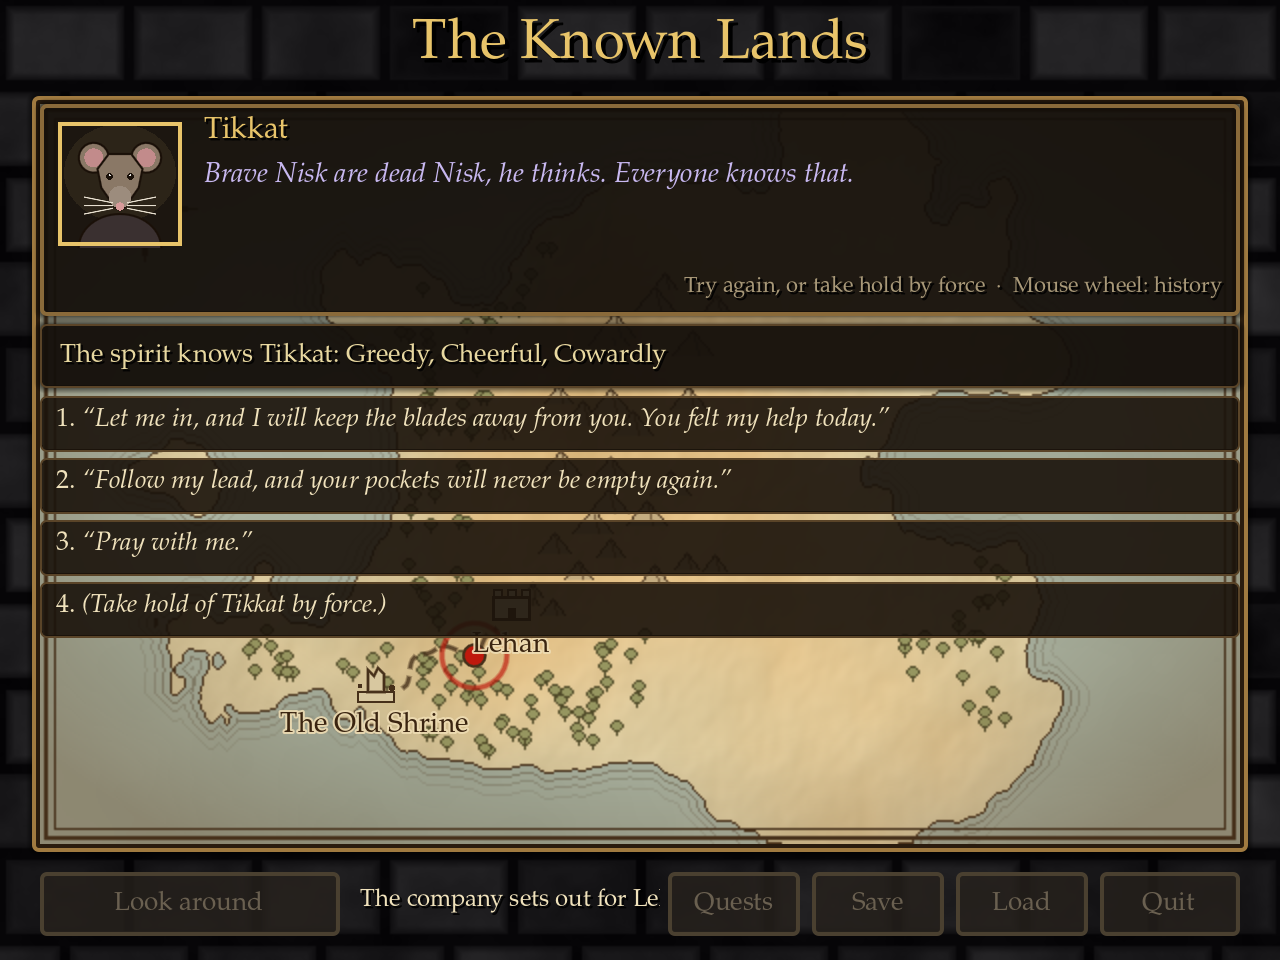 The Known Lands
Tikkat
Brave Nisk are dead Nisk, he thinks. Everyone knows that.
Try again, or take hold by force · Mouse wheel: history
The spirit knows Tikkat: Greedy, Cheerful, Cowardly
1. “Let me in, and I will keep the blades away from you. You felt my help today.”
2. “Follow my lead, and your pockets will never be empty again.”
3. “Pray with me.”
4. (Take hold of Tikkat by force.)
Lehan
The Old Shrine
Look around
The company sets out for Le
Quests
Save
Load
Quit